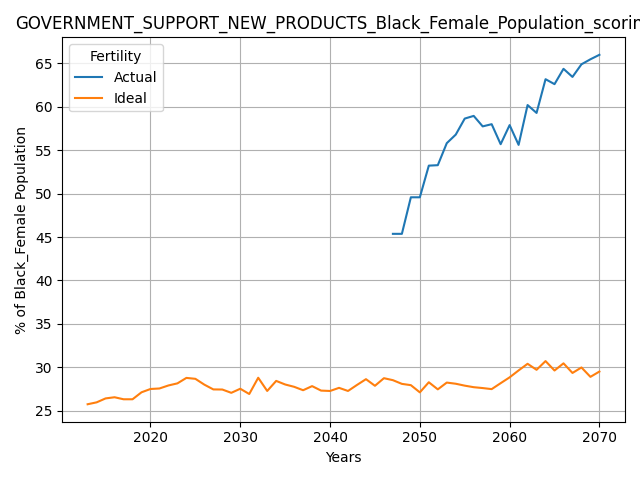 GOVERNMENT_SUPPORT_NEW_PRODUCTS_Black_Female_Population_scorin
Fertility
Actual
Ideal
% of Black_Female Population
65
60
55
50
45
40
35
30
25
2020 2030 2040 2050 2060 2070
Years